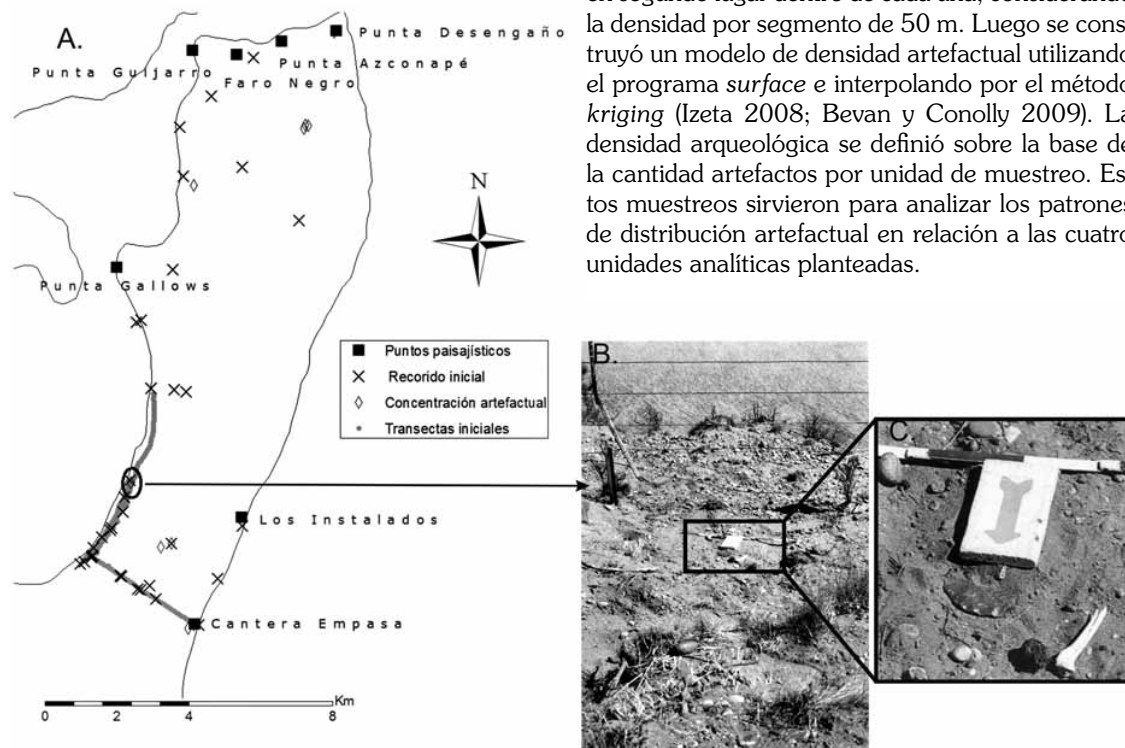 en segundo lugar dentro de cada una, considerando
la densidad por segmento de 50 m. Luego se cons-
truyó un modelo de densidad artefactual utilizando
el programa surface e interpolando por el método
kriging (Izeta 2008; Bevan y Conolly 2009). La
densidad arqueológica se definió sobre la base de
la cantidad artefactos por unidad de muestreo. Es-
tos muestreos sirvieron para analizar los patrones
de distribución artefactual en relación a las cuatro
unidades analíticas planteadas.
A.
Punta Desengaño
Punta Azconapé
Punta Guijarro
Faro Negro
N
Punta Gallows
Puntos paisajísticos
Recorido inicial
Concentración artefactual
Transectas iniciales
Los Instalados
Cantera Empasa
Km
0 2 4 8
B.
C.